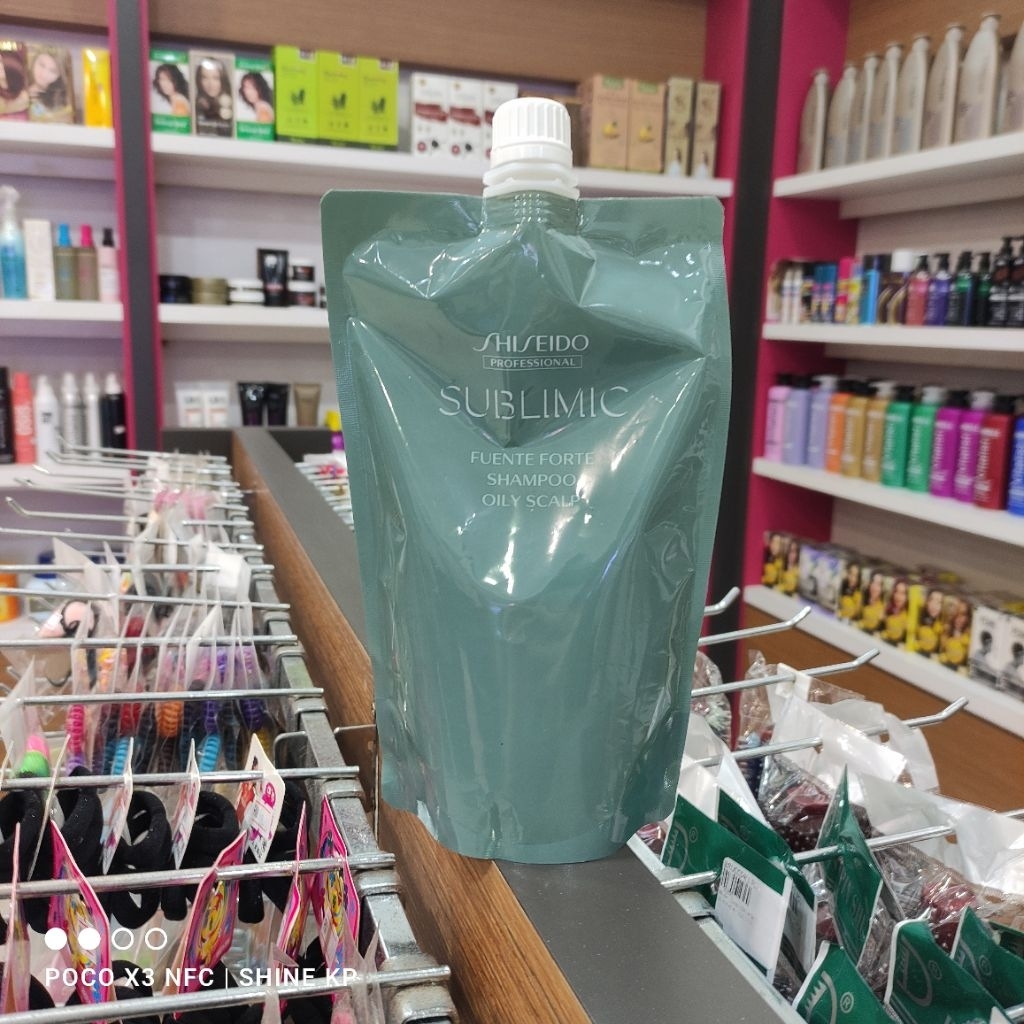 SHISEIDO
PROFESSIONAL
SUBLIMIC
FUENTE FORTE
SHAMPOO
OILY SCALP
POCO X3 NFC | SHINE KP